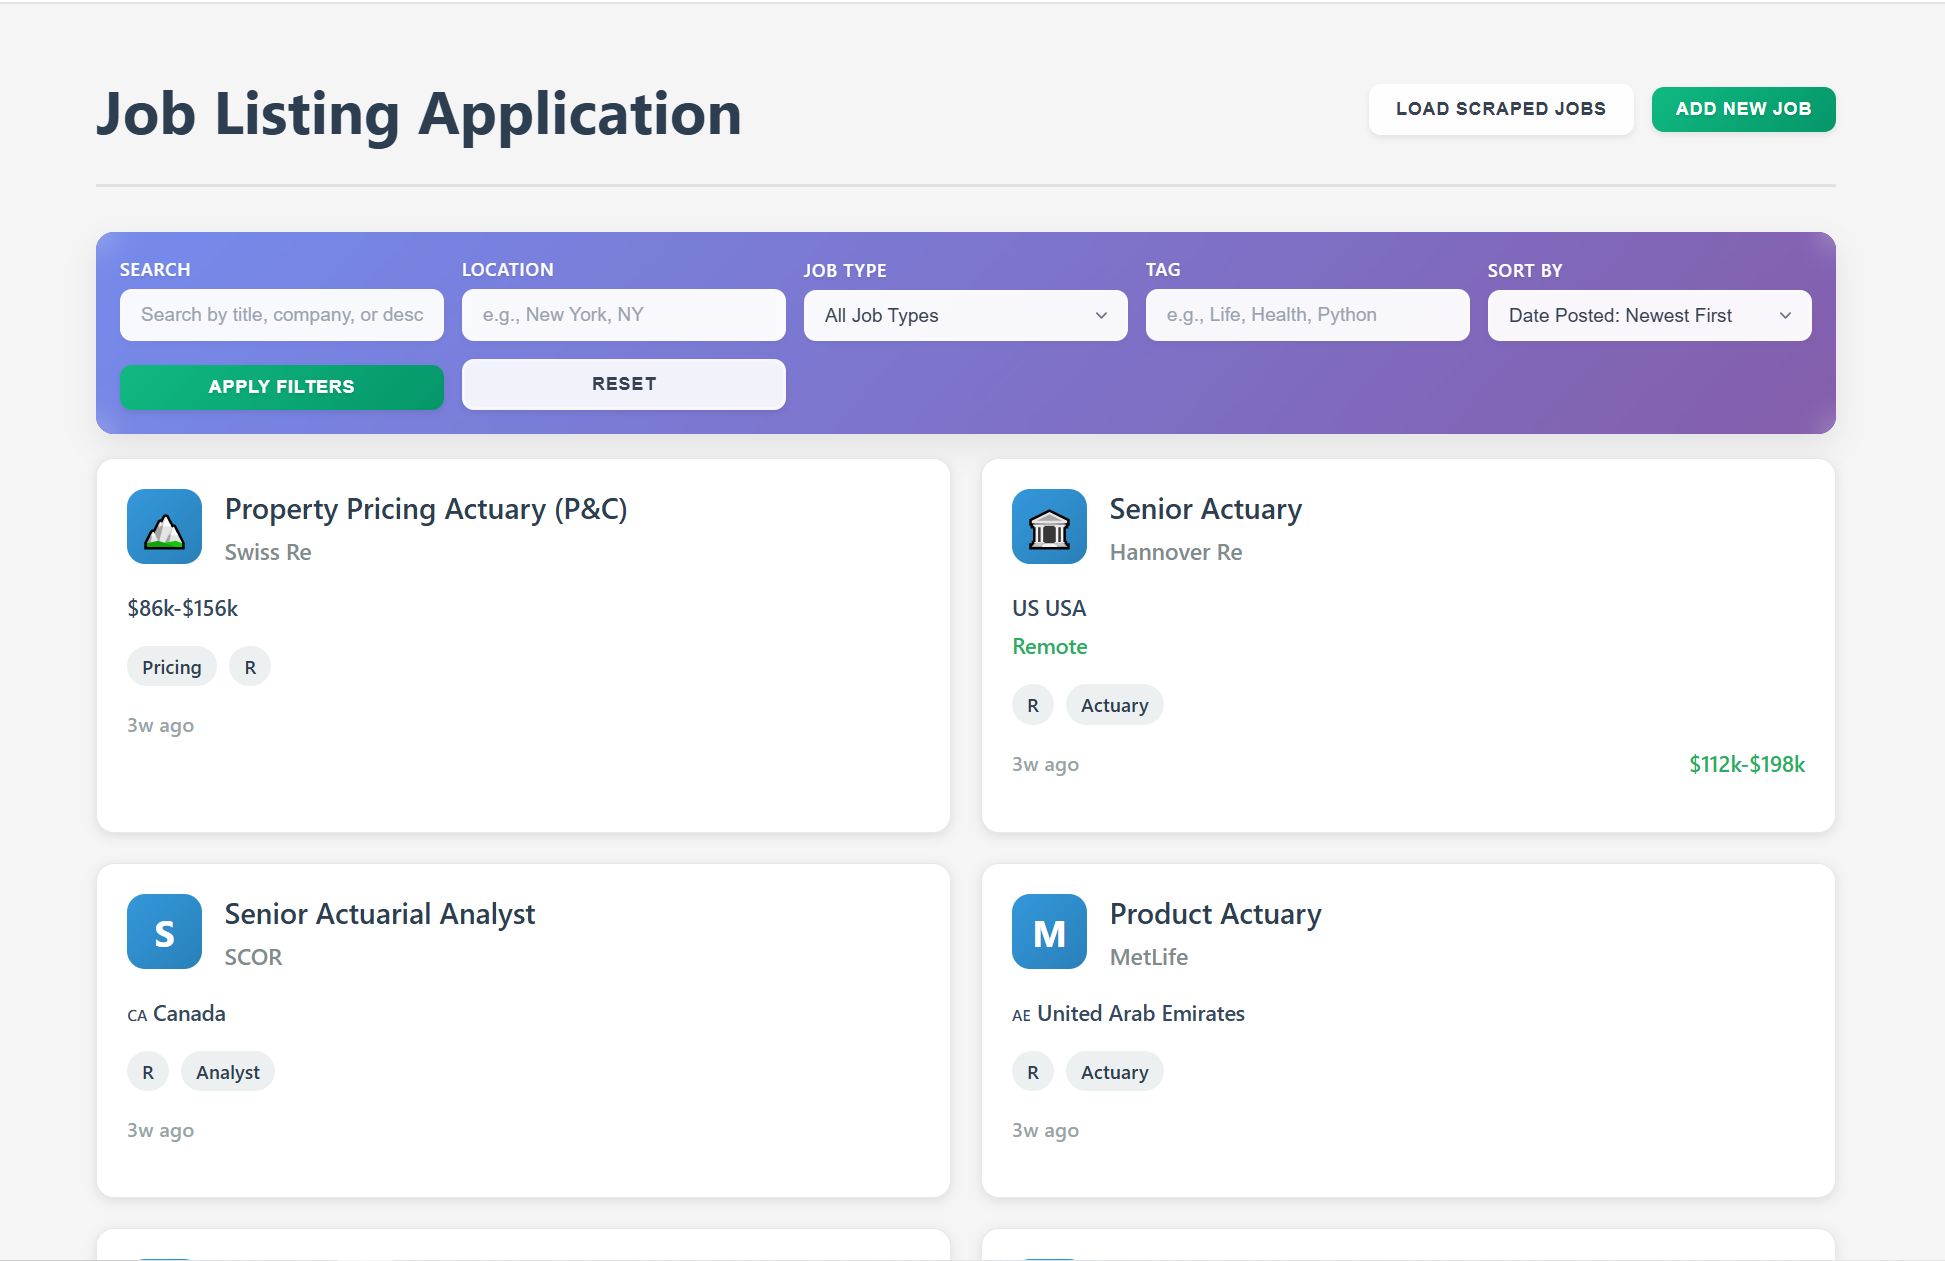 Job Listing Application
LOAD SCRAPED JOBS
ADD NEW JOB
SEARCH
LOCATION
JOB TYPE
TAG
SORT BY
Search by title, company, or desc
e.g., New York, NY
All Job Types
e.g., Life, Health, Python
Date Posted: Newest First
APPLY FILTERS
RESET
Property Pricing Actuary (P&C)
Swiss Re
$86k-$156k
Pricing
R
3w ago
Senior Actuary
Hannover Re
US USA
Remote
R
Actuary
3w ago
$112k-$198k
S
Senior Actuarial Analyst
SCOR
CA Canada
R
Analyst
3w ago
M
Product Actuary
MetLife
AE United Arab Emirates
R
Actuary
3w ago